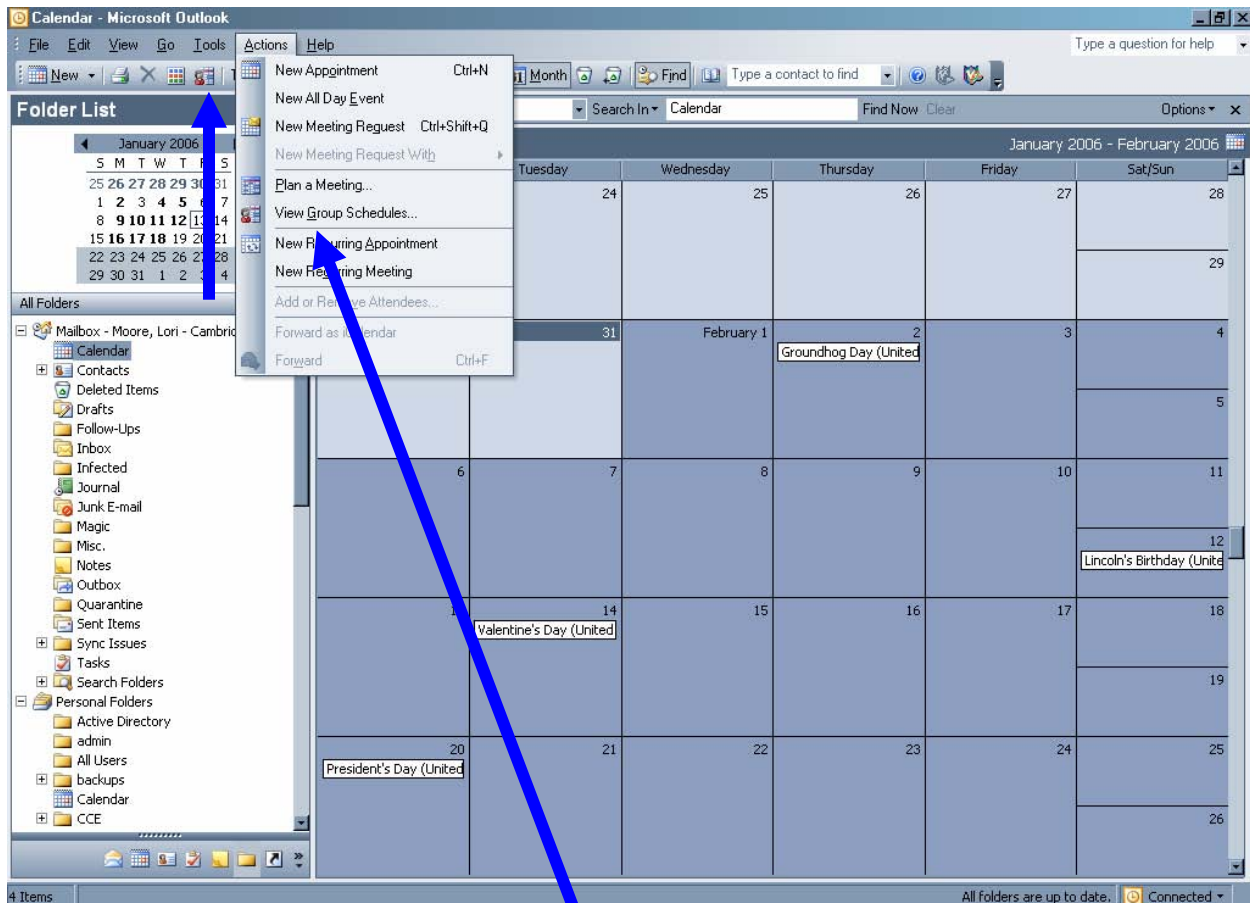 Calendar - Microsoft Outlook
File Edit View Go Tools Actions Help
Type a question for help
New
Month Find Type a contact to find
New Appointment Ctrl+N
New All Day Event
New Meeting Request Ctrl+Shift+Q
New Meeting Request With
Plan a Meeting...
View Group Schedules...
New Recurring Appointment
New Recurring Meeting
Add or Remove Attendees...
Forward as iCalendar
Forward Ctrl+F
Folder List
Search In Calendar Find Now Clear Options
January 2006
S M T W T F S
25 26 27 28 29 30 31
1 2 3 4 5 6 7
8 9 10 11 12 13 14
15 16 17 18 19 20 21
22 23 24 25 26 27 28
29 30 31 1 2 3 4
All Folders
Mailbox - Moore, Lori - Cambri
Calendar
Contacts
Deleted Items
Drafts
Follow-Ups
Inbox
Infected
Journal
Junk E-mail
Magic
Misc.
Notes
Outbox
Quarantine
Sent Items
Sync Issues
Tasks
Search Folders
Personal Folders
Active Directory
admin
All Users
backups
Calendar
CCE
January 2006 - February 2006
Tuesday Wednesday Thursday Friday Sat/Sun
24 25 26 27 28
29
31 February 1 2 3 4
Groundhog Day (United
5
6 7 8 9 10 11
12
Lincoln's Birthday (Unite
14 15 16 17 18
Valentine's Day (United
19
20 21 22 23 24 25
President's Day (United
26
4 Items
All folders are up to date. Connected